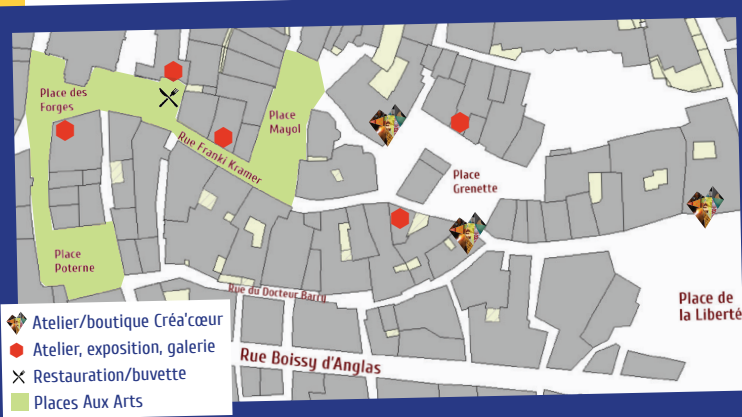 Place des
Forges
Place
Mayol
Rue Franki Kramer
Place
Grenette
Place
Poterne
Rue du Docteur Barry
Place de
la Liberté
Rue Boissy d'Anglas
Atelier/boutique Créa'cœur
Atelier, exposition, galerie
Restauration/buvette
Places Aux Arts